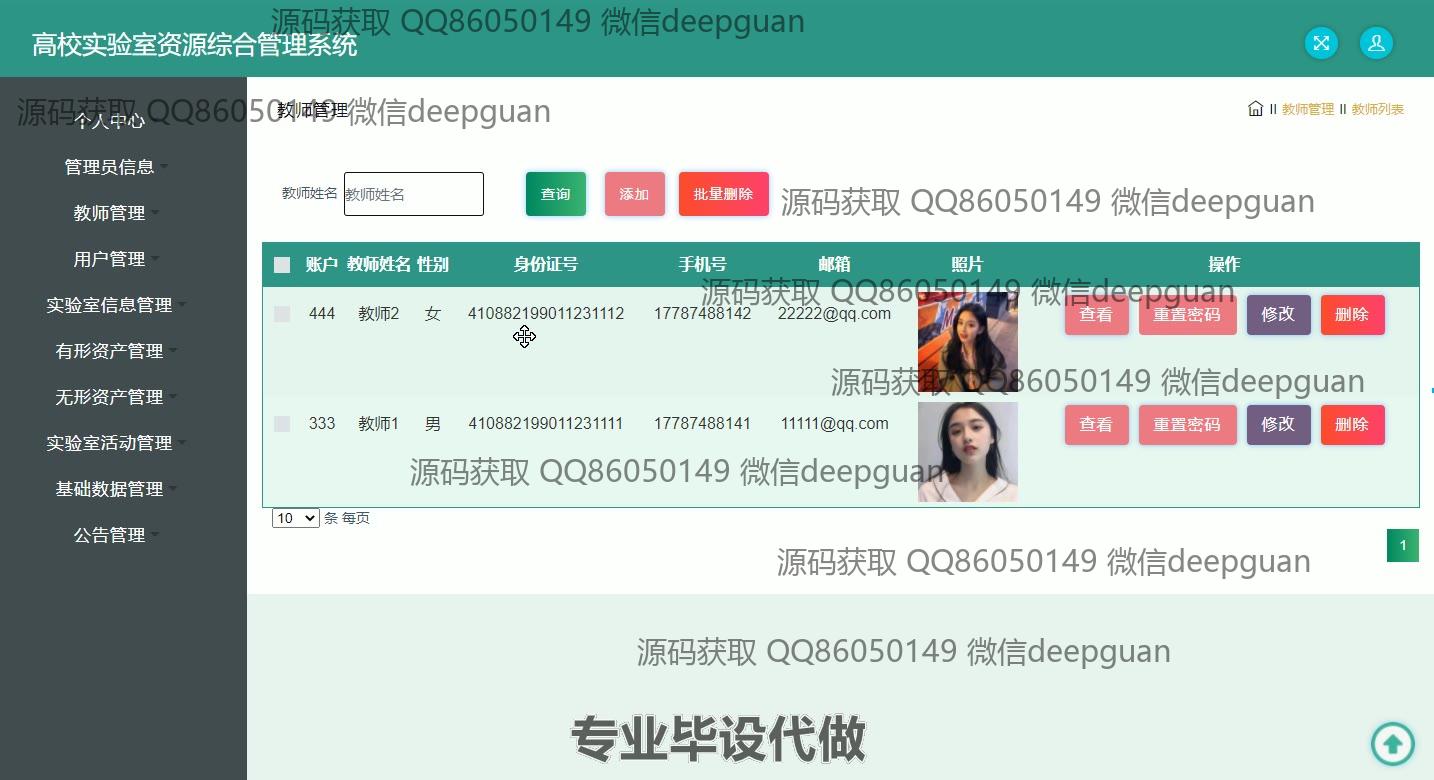 源码获取 QQ86050149 微信deepguan
高校实验室资源综合管理系统
源码获取 QQ86050149 微信deepguan
个人中心
管理员信息
教师管理
用户管理
实验室信息管理
有形资产管理
无形资产管理
实验室活动管理
基础数据管理
公告管理
教师管理
II 教师管理 II 教师列表
教师姓名 教师姓名 查询 添加 批量删除
源码获取 QQ86050149 微信deepguan
账户 教师姓名 性别 身份证号 手机号 邮箱 照片 操作
源码获取 QQ86050149 微信deepguan
444 教师2 女 410882199011231112 17787488142 22222@qq.com 查看 重置密码 修改 删除
源码获取 QQ86050149 微信deepguan
333 教师1 男 410882199011231111 17787488141 11111@qq.com 查看 重置密码 修改 删除
源码获取 QQ86050149 微信deepguan
10 条 每页
1
源码获取 QQ86050149 微信deepguan
源码获取 QQ86050149 微信deepguan
专业毕设代做